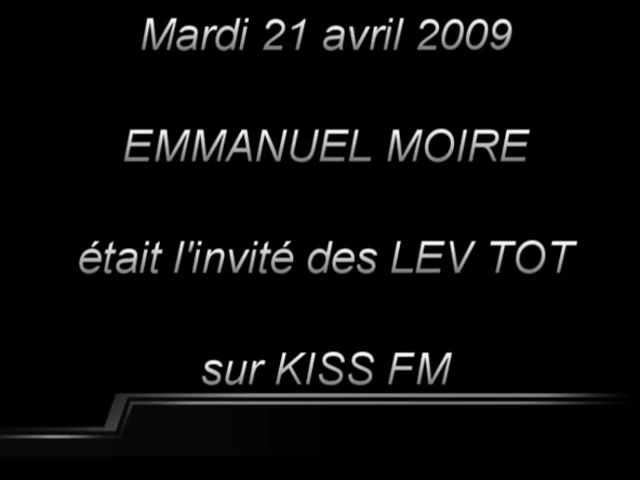 Mardi 21 avril 2009
EMMANUEL MOIRE
était l'invité des LEV TOT
sur KISS FM